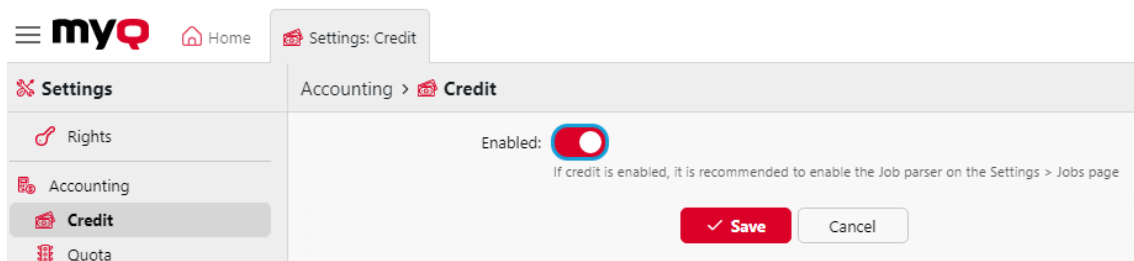 myQ
Home
Settings: Credit
Settings
Accounting > Credit
Rights
Enabled:
If credit is enabled, it is recommended to enable the Job parser on the Settings > Jobs page
Accounting
Credit
Save
Cancel
Quota